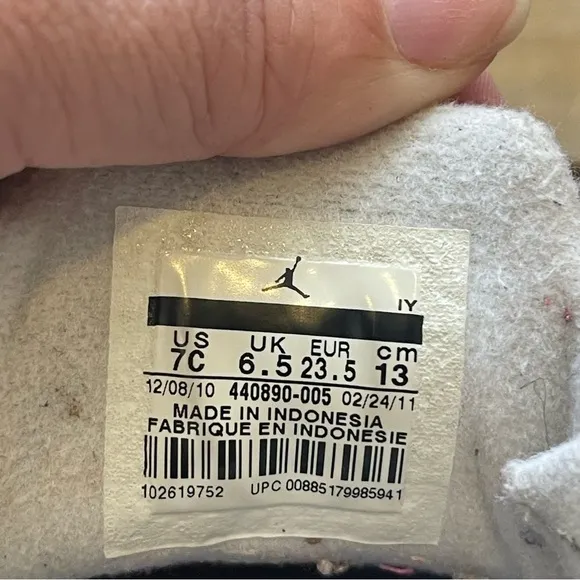 IY
US UK EUR cm
7C 6.5 23.5 13
12/08/10 440890-005 02/24/11
MADE IN INDONESIA
FABRIQUE EN INDONESIE
102619752 UPC 00885179985941